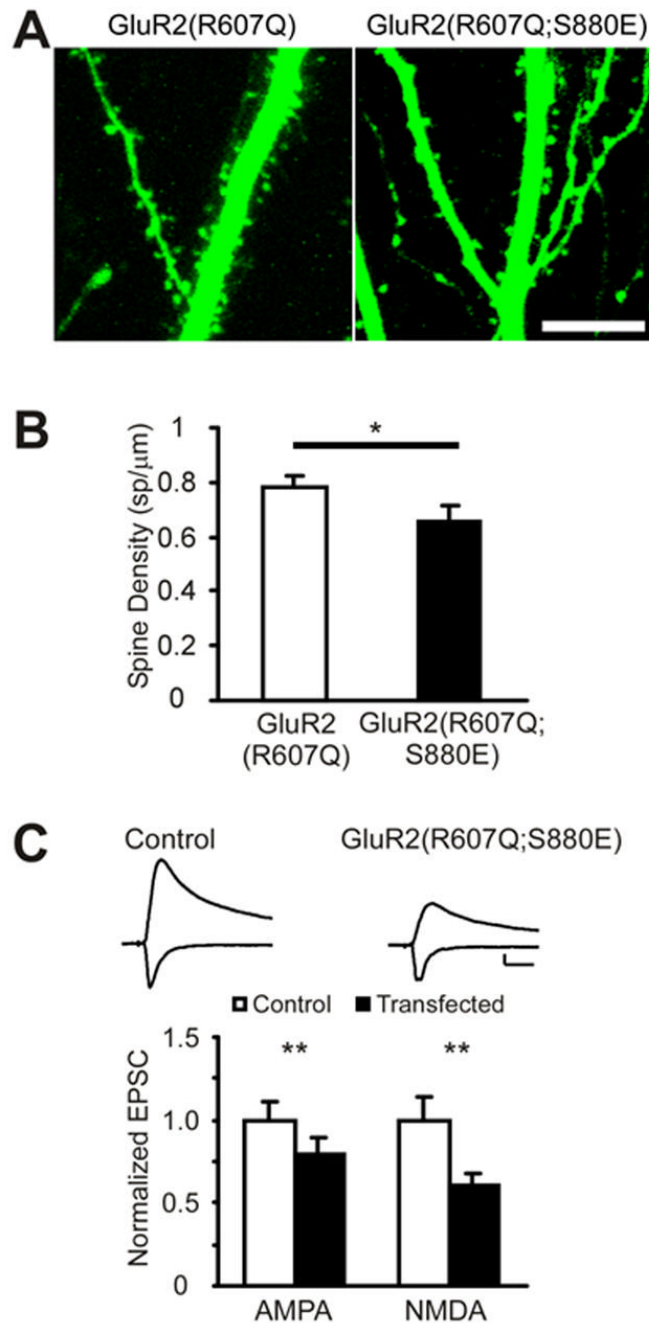 A
GluR2(R607Q)
GluR2(R607Q;S880E)
B
Spine Density (sp/μm)
1
0.8
0.6
0.4
0.2
0
*
GluR2
(R607Q)
GluR2(R607Q;
S880E)
C
Control
GluR2(R607Q;S880E)
Control
Transfected
Normalized EPSC
1.5
1.0
0.5
0
**
**
AMPA
NMDA